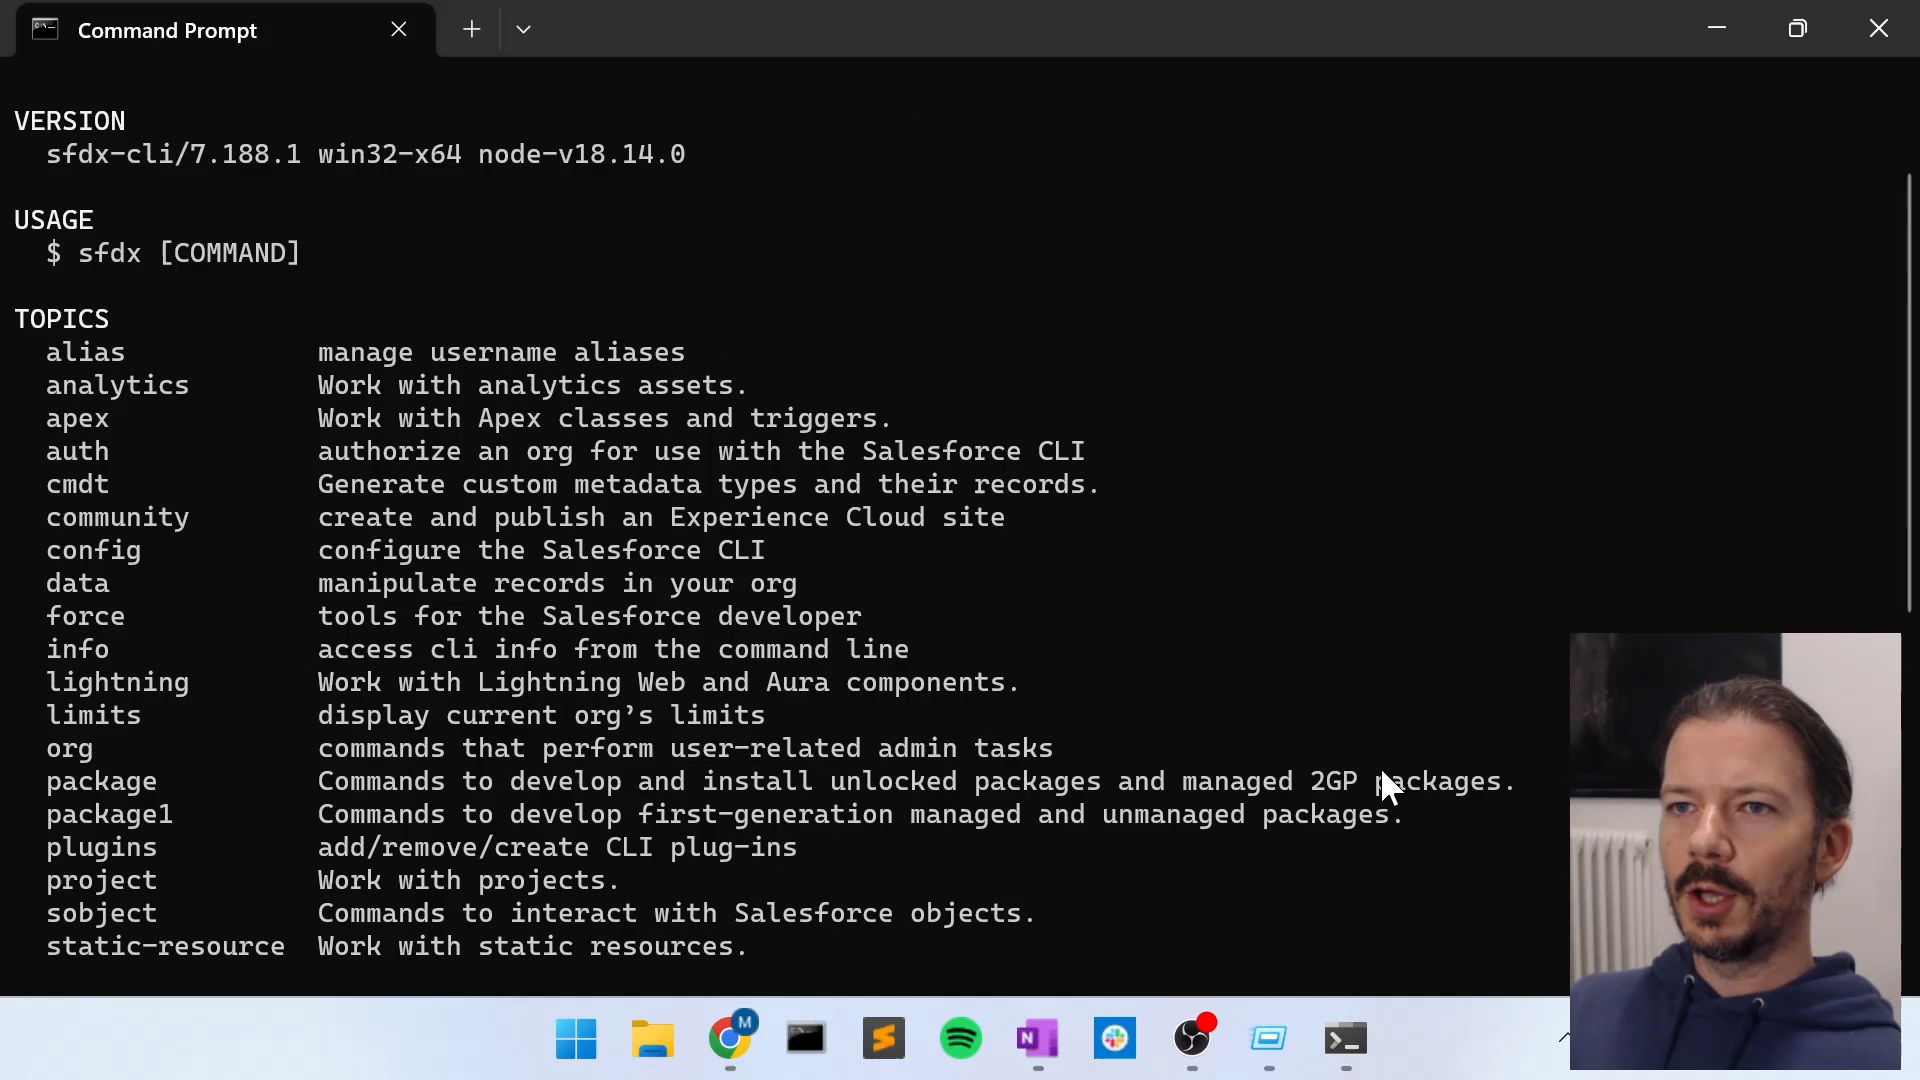 Command Prompt
VERSION
sfdx-cli/7.188.1 win32-x64 node-v18.14.0
USAGE
$ sfdx [COMMAND]
TOPICS
alias manage username aliases
analytics Work with analytics assets.
apex Work with Apex classes and triggers.
auth authorize an org for use with the Salesforce CLI
cmdt Generate custom metadata types and their records.
community create and publish an Experience Cloud site
config configure the Salesforce CLI
data manipulate records in your org
force tools for the Salesforce developer
info access cli info from the command line
lightning Work with Lightning Web and Aura components.
limits display current org’s limits
org commands that perform user-related admin tasks
package Commands to develop and install unlocked packages and managed 2GP packages.
package1 Commands to develop first-generation managed and unmanaged packages.
plugins add/remove/create CLI plug-ins
project Work with projects.
sobject Commands to interact with Salesforce objects.
static-resource Work with static resources.
M
N